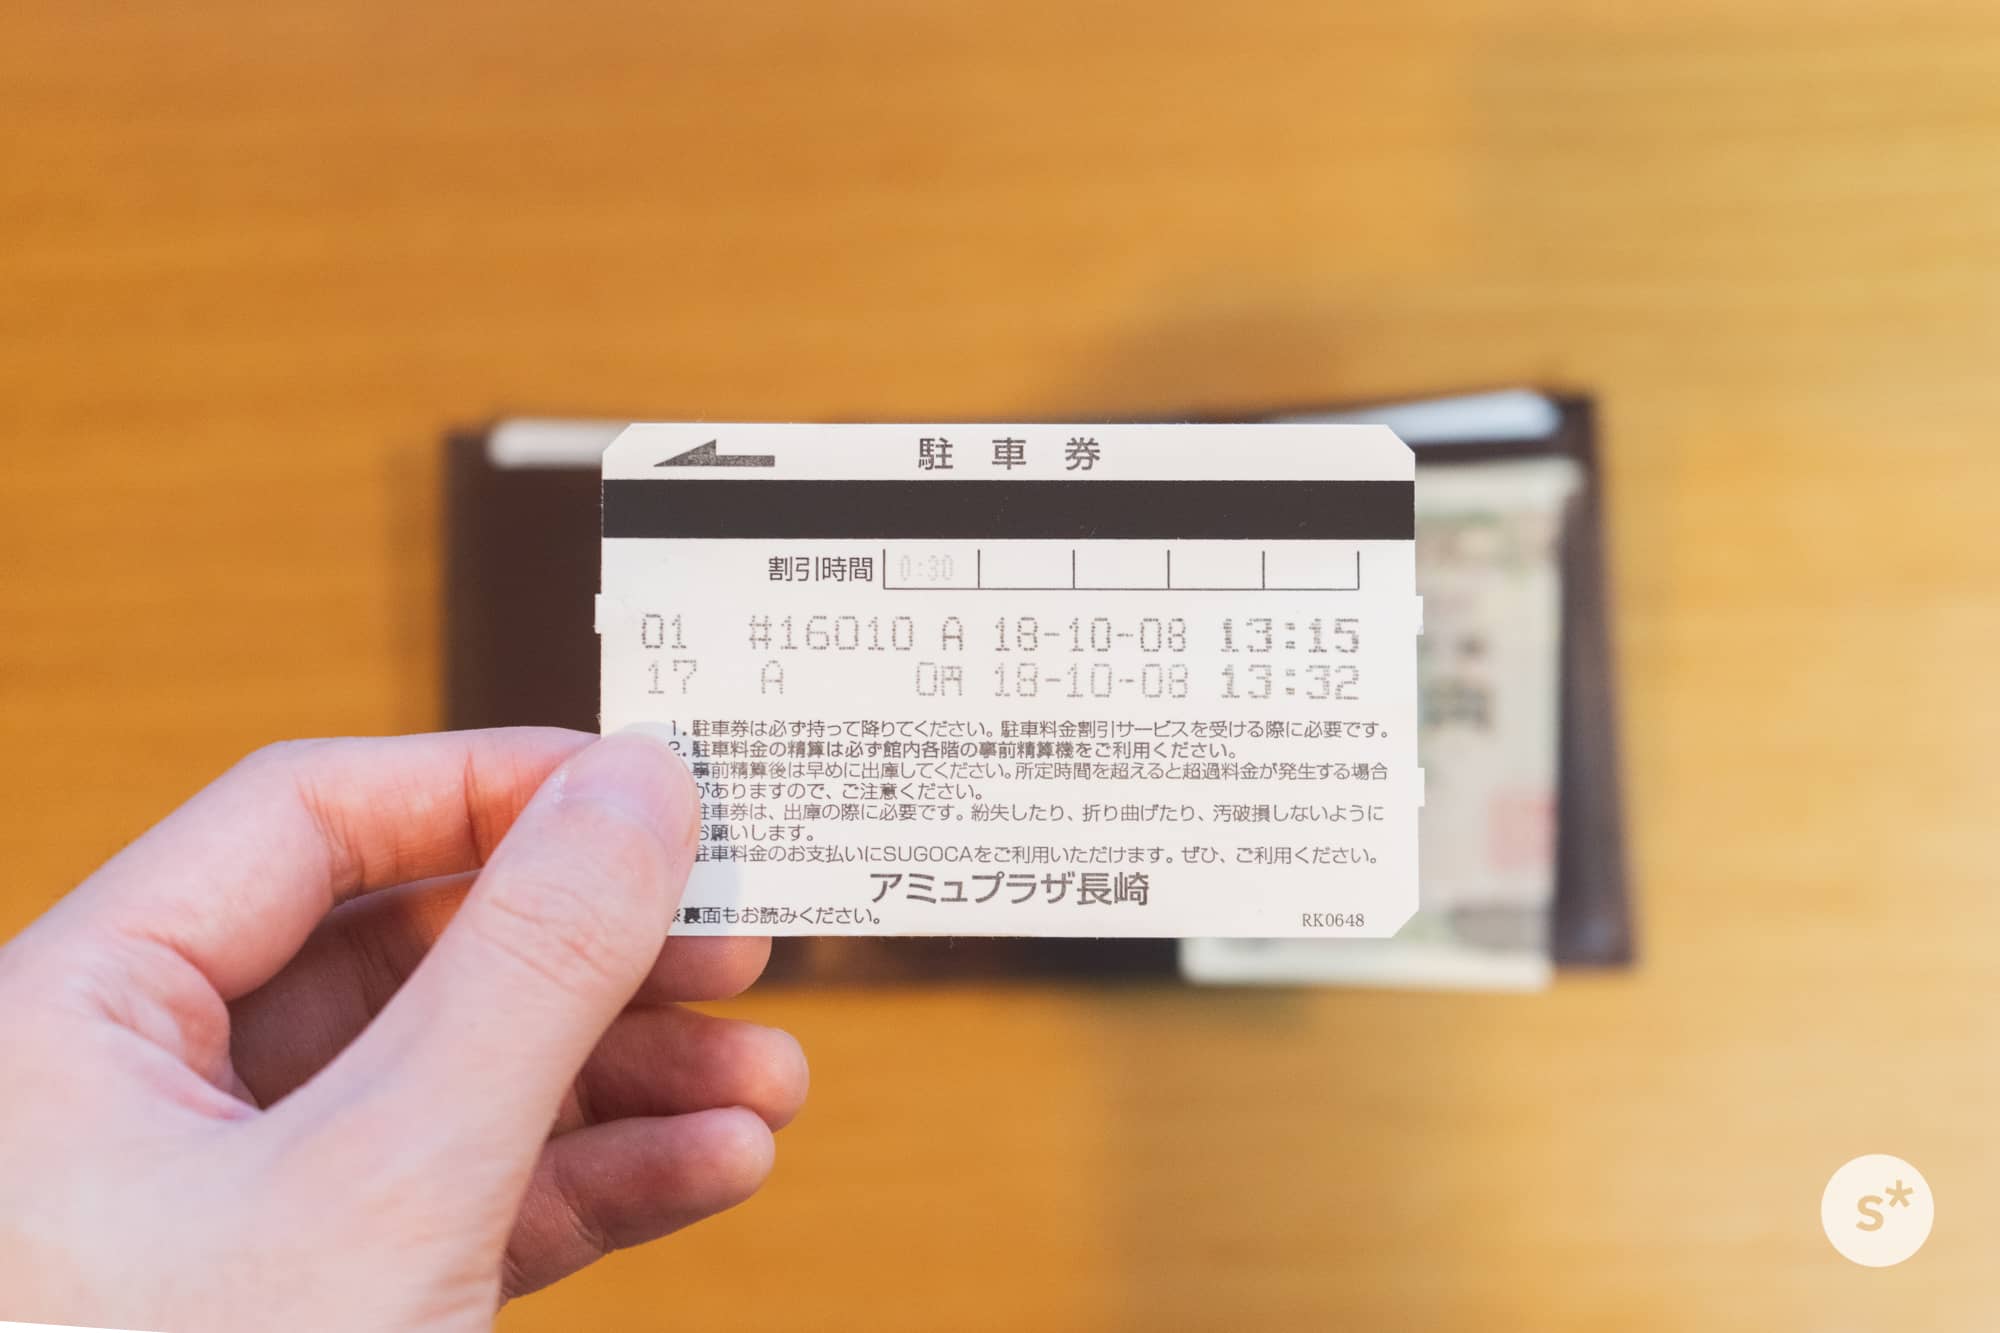 駐車券
割引時間 0:30
01 #16010 A 18-10-08 13:15
17 A 0円 18-10-08 13:32
1. 駐車券は必ず持って降りてください。駐車料金割引サービスを受ける際に必要です。
2. 駐車料金の精算は必ず館内各階の事前精算機をご利用ください。
事前精算後は早めに出庫してください。所定時間を超えると超過料金が発生する場合
がありますので、ご注意ください。
駐車券は、出庫の際に必要です。紛失したり、折り曲げたり、汚破損しないように
お願いします。
駐車料金のお支払いにSUGOCAをご利用いただけます。ぜひ、ご利用ください。
アミュプラザ長崎
※裏面もお読みください。 RK0648
s*